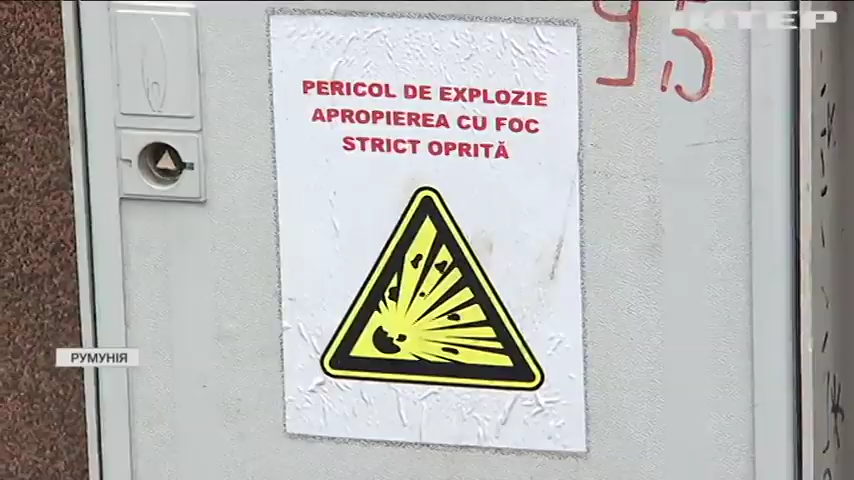 ІНТЕР
95
PERICOL DE EXPLOZIE
APROPIEREA CU FOC
STRICT OPRITĂ
РУМУНІЯ